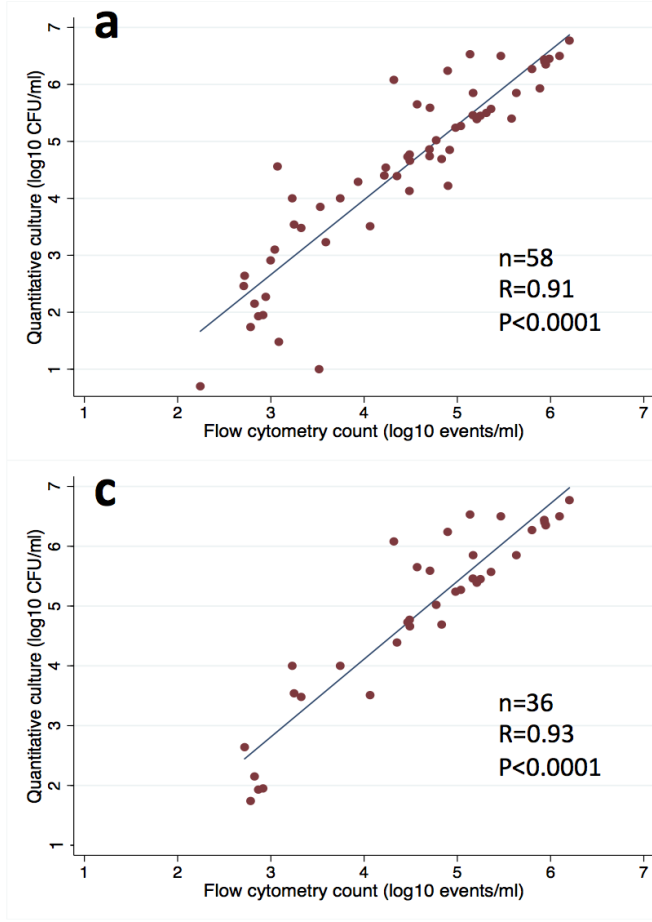 a
Quantitative culture (log10 CFU/ml)
7
6
5
4
3
2
1
n=58
R=0.91
P<0.0001
1 2 3 4 5 6 7
Flow cytometry count (log10 events/ml)
c
Quantitative culture (log10 CFU/ml)
7
6
5
4
3
2
1
n=36
R=0.93
P<0.0001
1 2 3 4 5 6 7
Flow cytometry count (log10 events/ml)